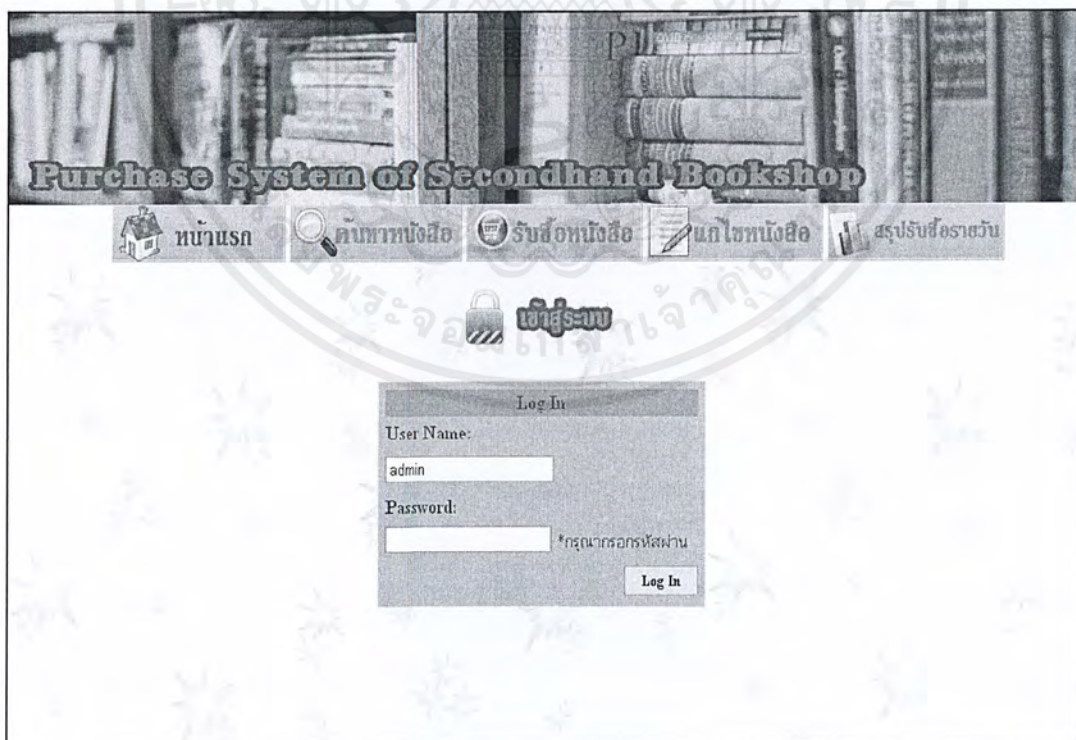 Purchase System of Secondhand Bookshop
หน้าแรก ค้นหาหนังสือ รับซื้อหนังสือ แก้ไขหนังสือ สรุปรับซื้อรายวัน
เข้าสู่ระบบ
Log In
User Name:
admin
Password:
*กรุณากรอกรหัสผ่าน
Log In